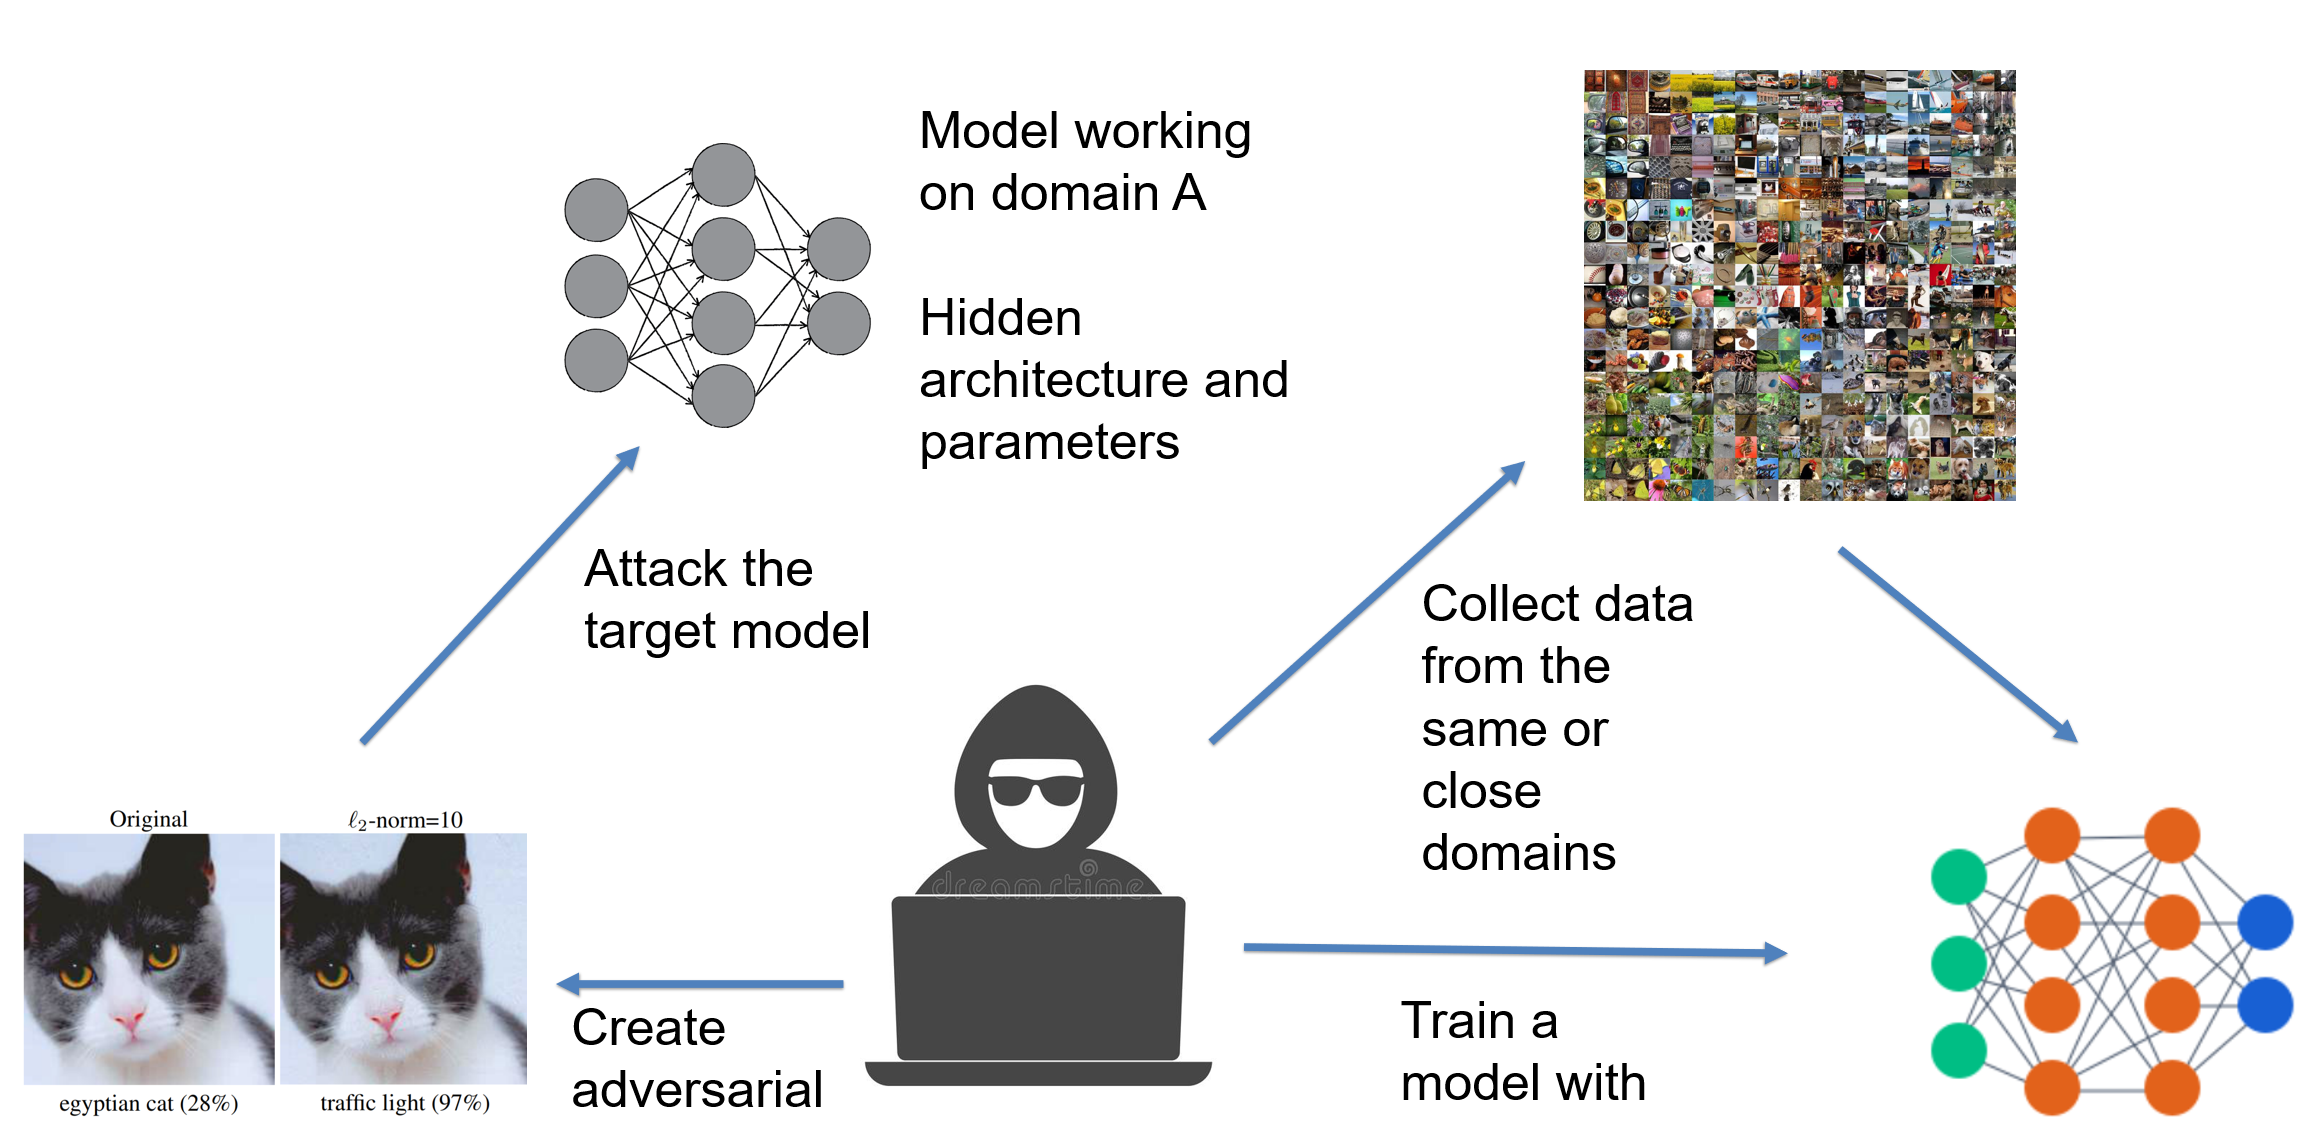 Model working
on domain A
Hidden
architecture and
parameters
Attack the
target model
Collect data
from the
same or
close
domains
Original
ℓ₂-norm=10
egyptian cat (28%)
traffic light (97%)
Create
adversarial
dreamstime
Train a
model with